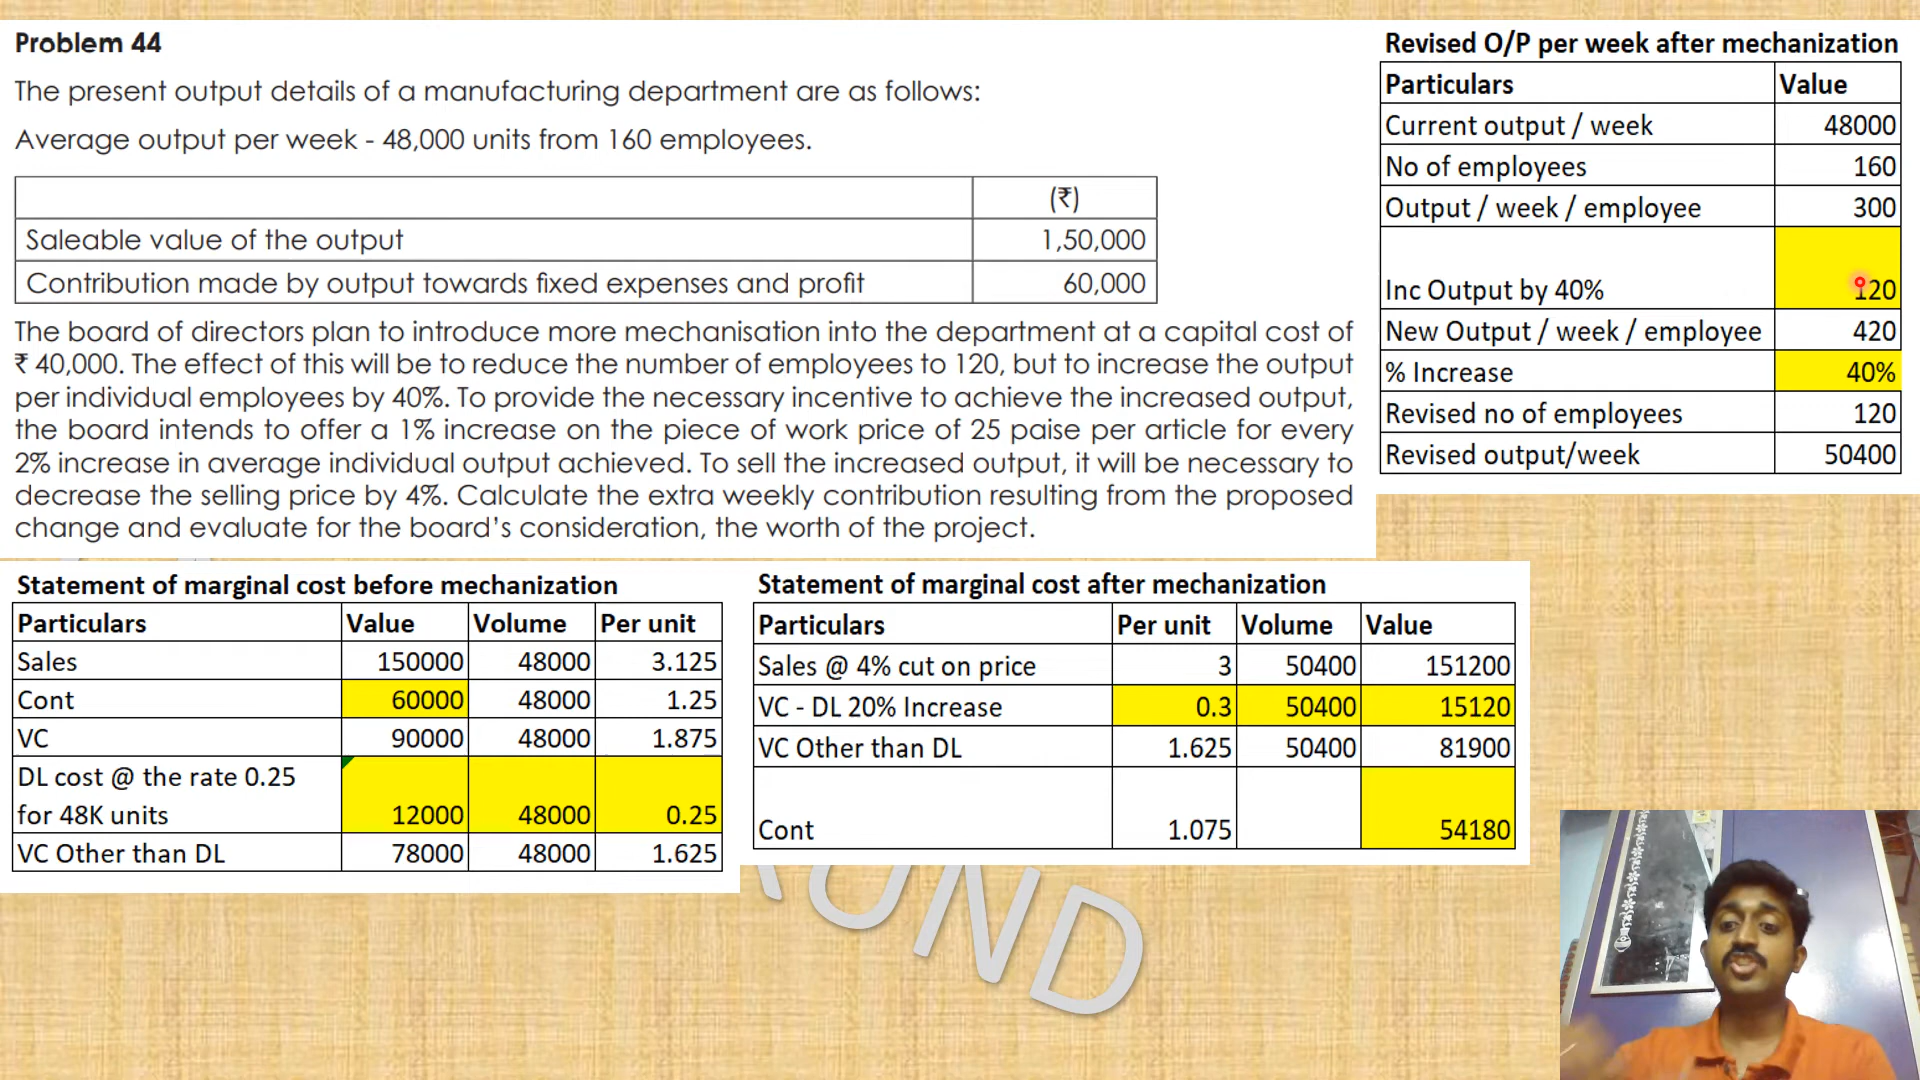 Problem 44
The present output details of a manufacturing department are as follows:
Average output per week - 48,000 units from 160 employees.
(₹)
Saleable value of the output 1,50,000
Contribution made by output towards fixed expenses and profit 60,000
The board of directors plan to introduce more mechanisation into the department at a capital cost of
₹ 40,000. The effect of this will be to reduce the number of employees to 120, but to increase the output
per individual employees by 40%. To provide the necessary incentive to achieve the increased output,
the board intends to offer a 1% increase on the piece of work price of 25 paise per article for every
2% increase in average individual output achieved. To sell the increased output, it will be necessary to
decrease the selling price by 4%. Calculate the extra weekly contribution resulting from the proposed
change and evaluate for the board's consideration, the worth of the project.
Revised O/P per week after mechanization
Particulars Value
Current output / week 48000
No of employees 160
Output / week / employee 300
Inc Output by 40% 120
New Output / week / employee 420
% Increase 40%
Revised no of employees 120
Revised output/week 50400
Statement of marginal cost before mechanization
Particulars Value Volume Per unit
Sales 150000 48000 3.125
Cont 60000 48000 1.25
VC 90000 48000 1.875
DL cost @ the rate 0.25
for 48K units 12000 48000 0.25
VC Other than DL 78000 48000 1.625
Statement of marginal cost after mechanization
Particulars Per unit Volume Value
Sales @ 4% cut on price 3 50400 151200
VC - DL 20% Increase 0.3 50400 15120
VC Other than DL 1.625 50400 81900
Cont 1.075 54180